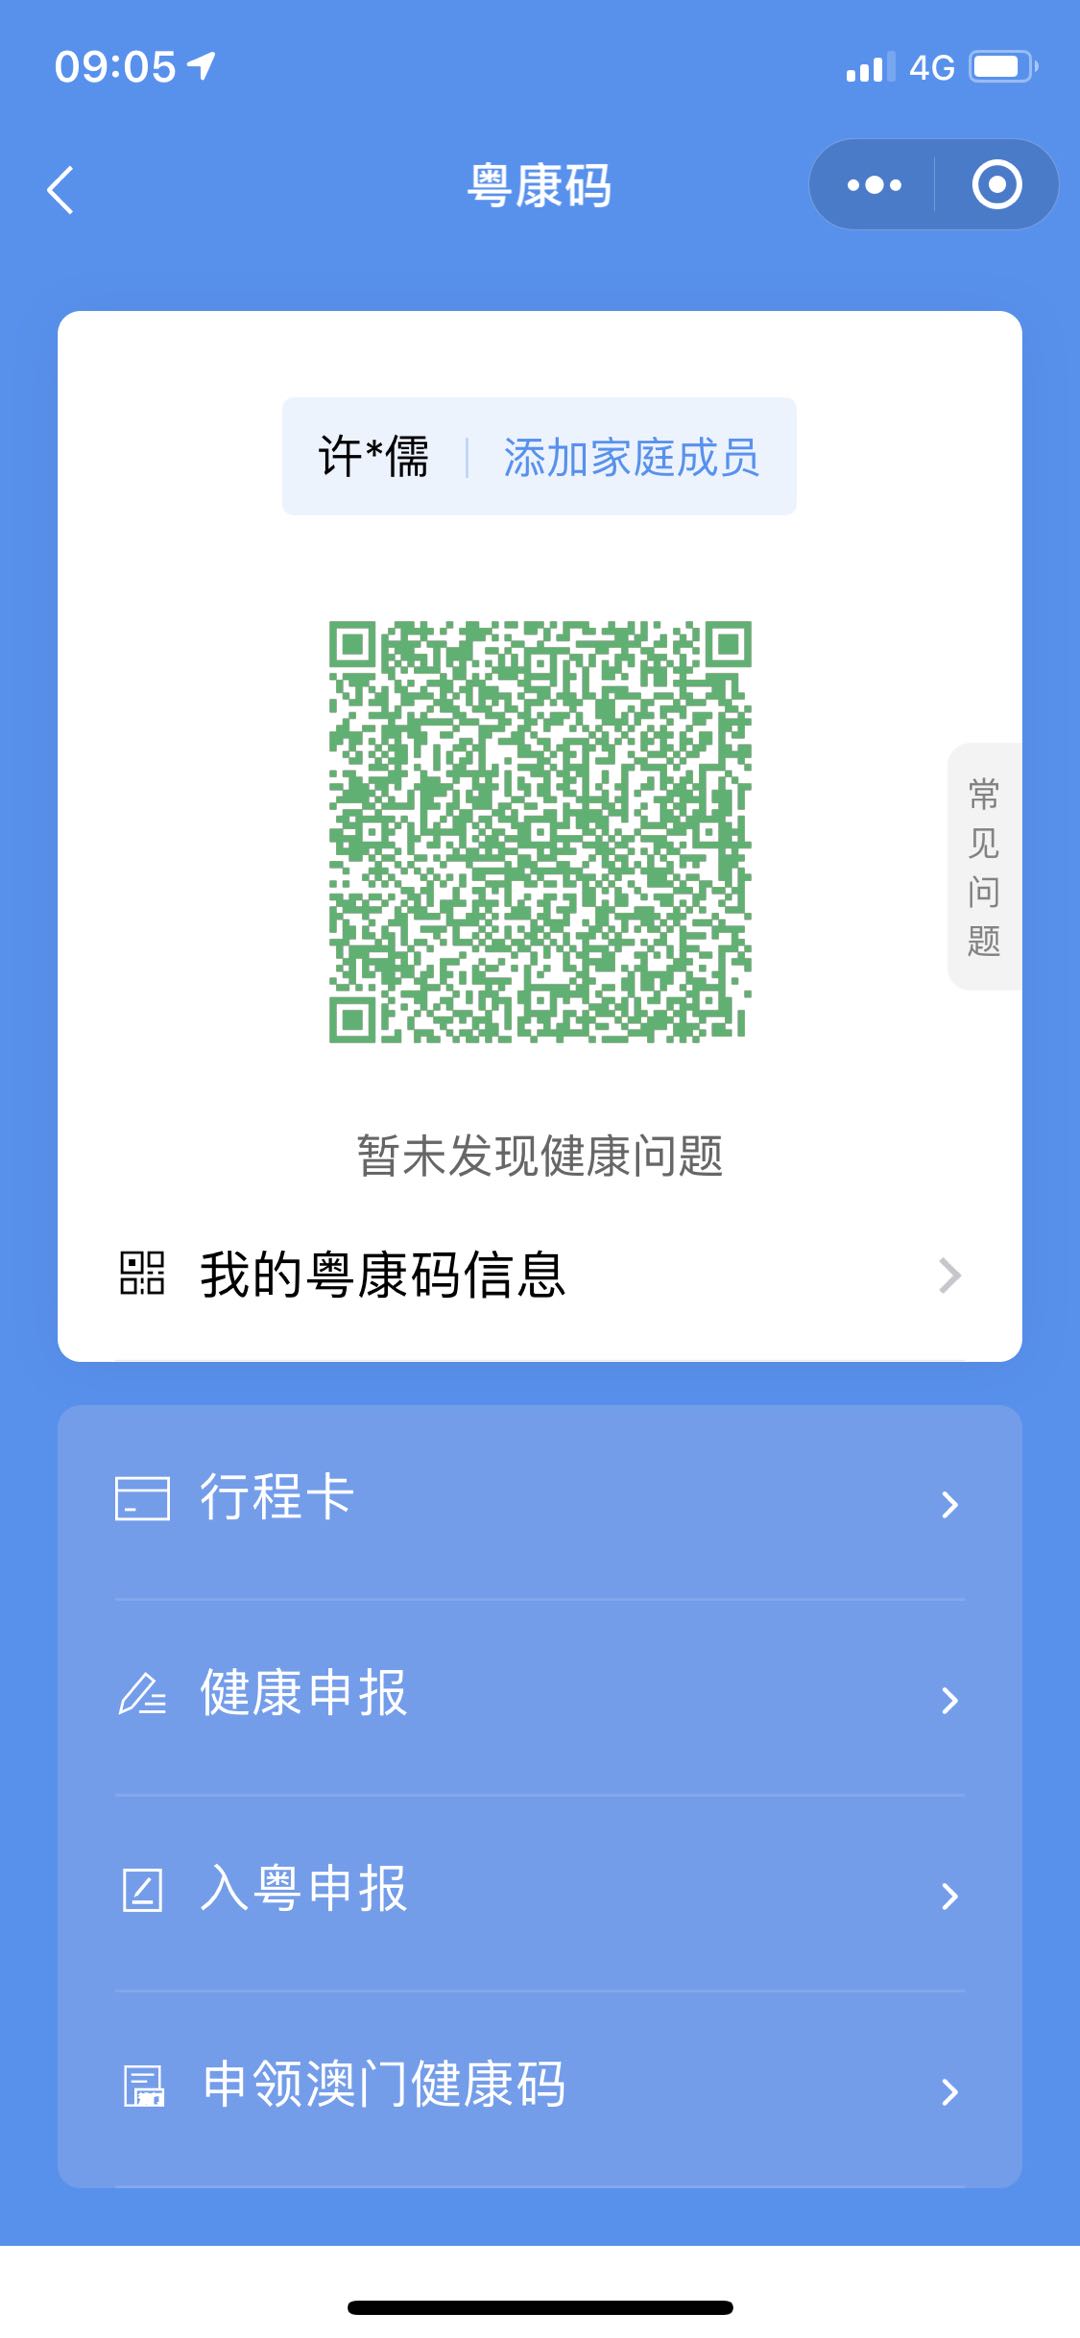 09:05
4G
粤康码
许*儒
添加家庭成员
常见问题
暂未发现健康问题
我的粤康码信息
行程卡
健康申报
入粤申报
申领澳门健康码